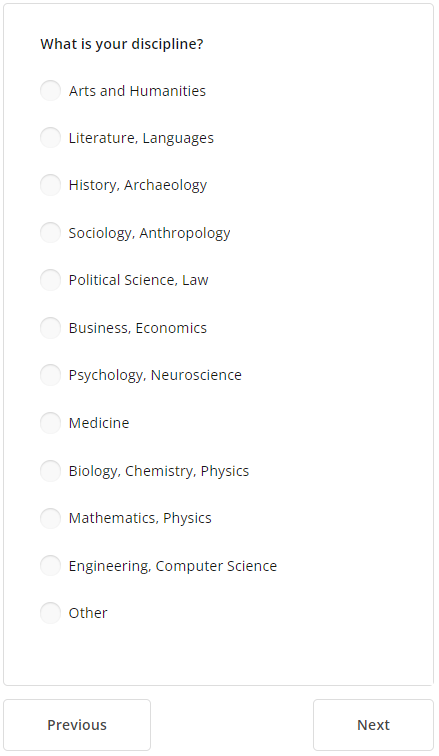 What is your discipline?
Arts and Humanities
Literature, Languages
History, Archaeology
Sociology, Anthropology
Political Science, Law
Business, Economics
Psychology, Neuroscience
Medicine
Biology, Chemistry, Physics
Mathematics, Physics
Engineering, Computer Science
Other
Previous
Next